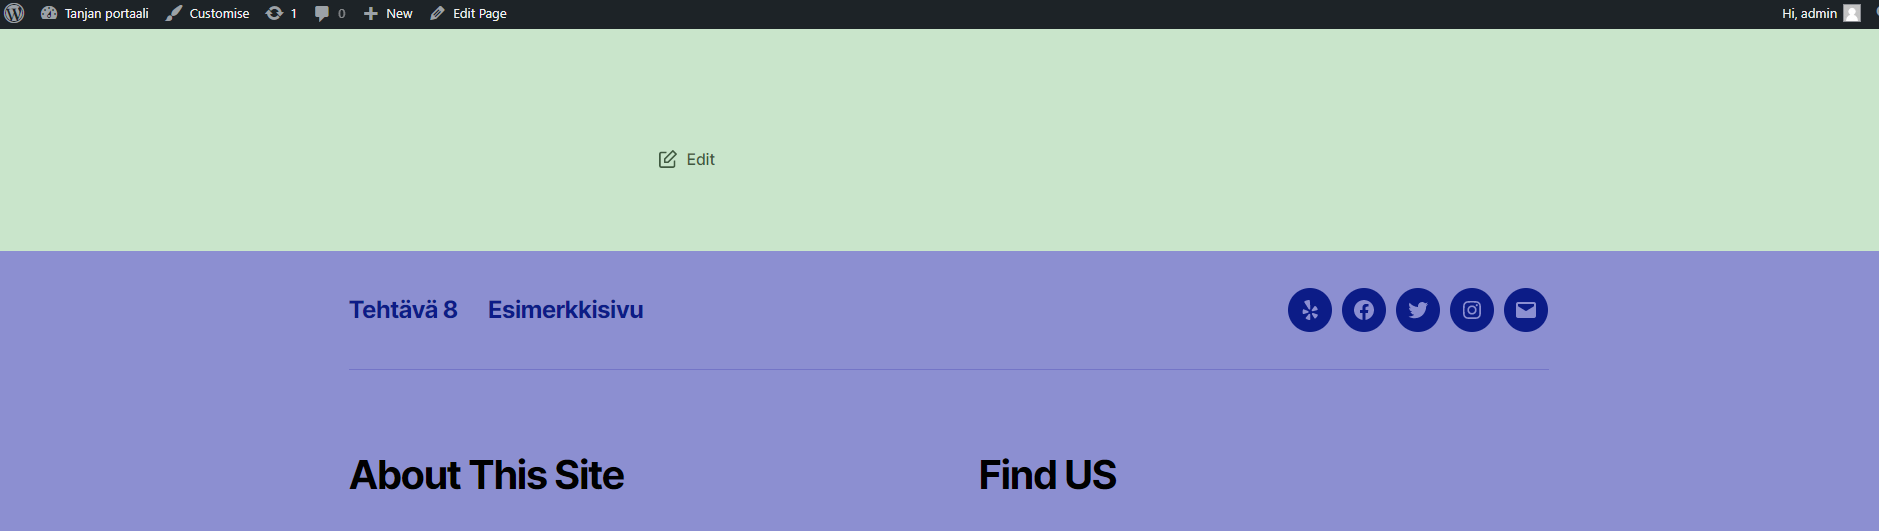 Tanjan portaali Customise 1 0 New Edit Page Hi, admin
Edit
Tehtävä 8 Esimerkkisivu
About This Site Find US